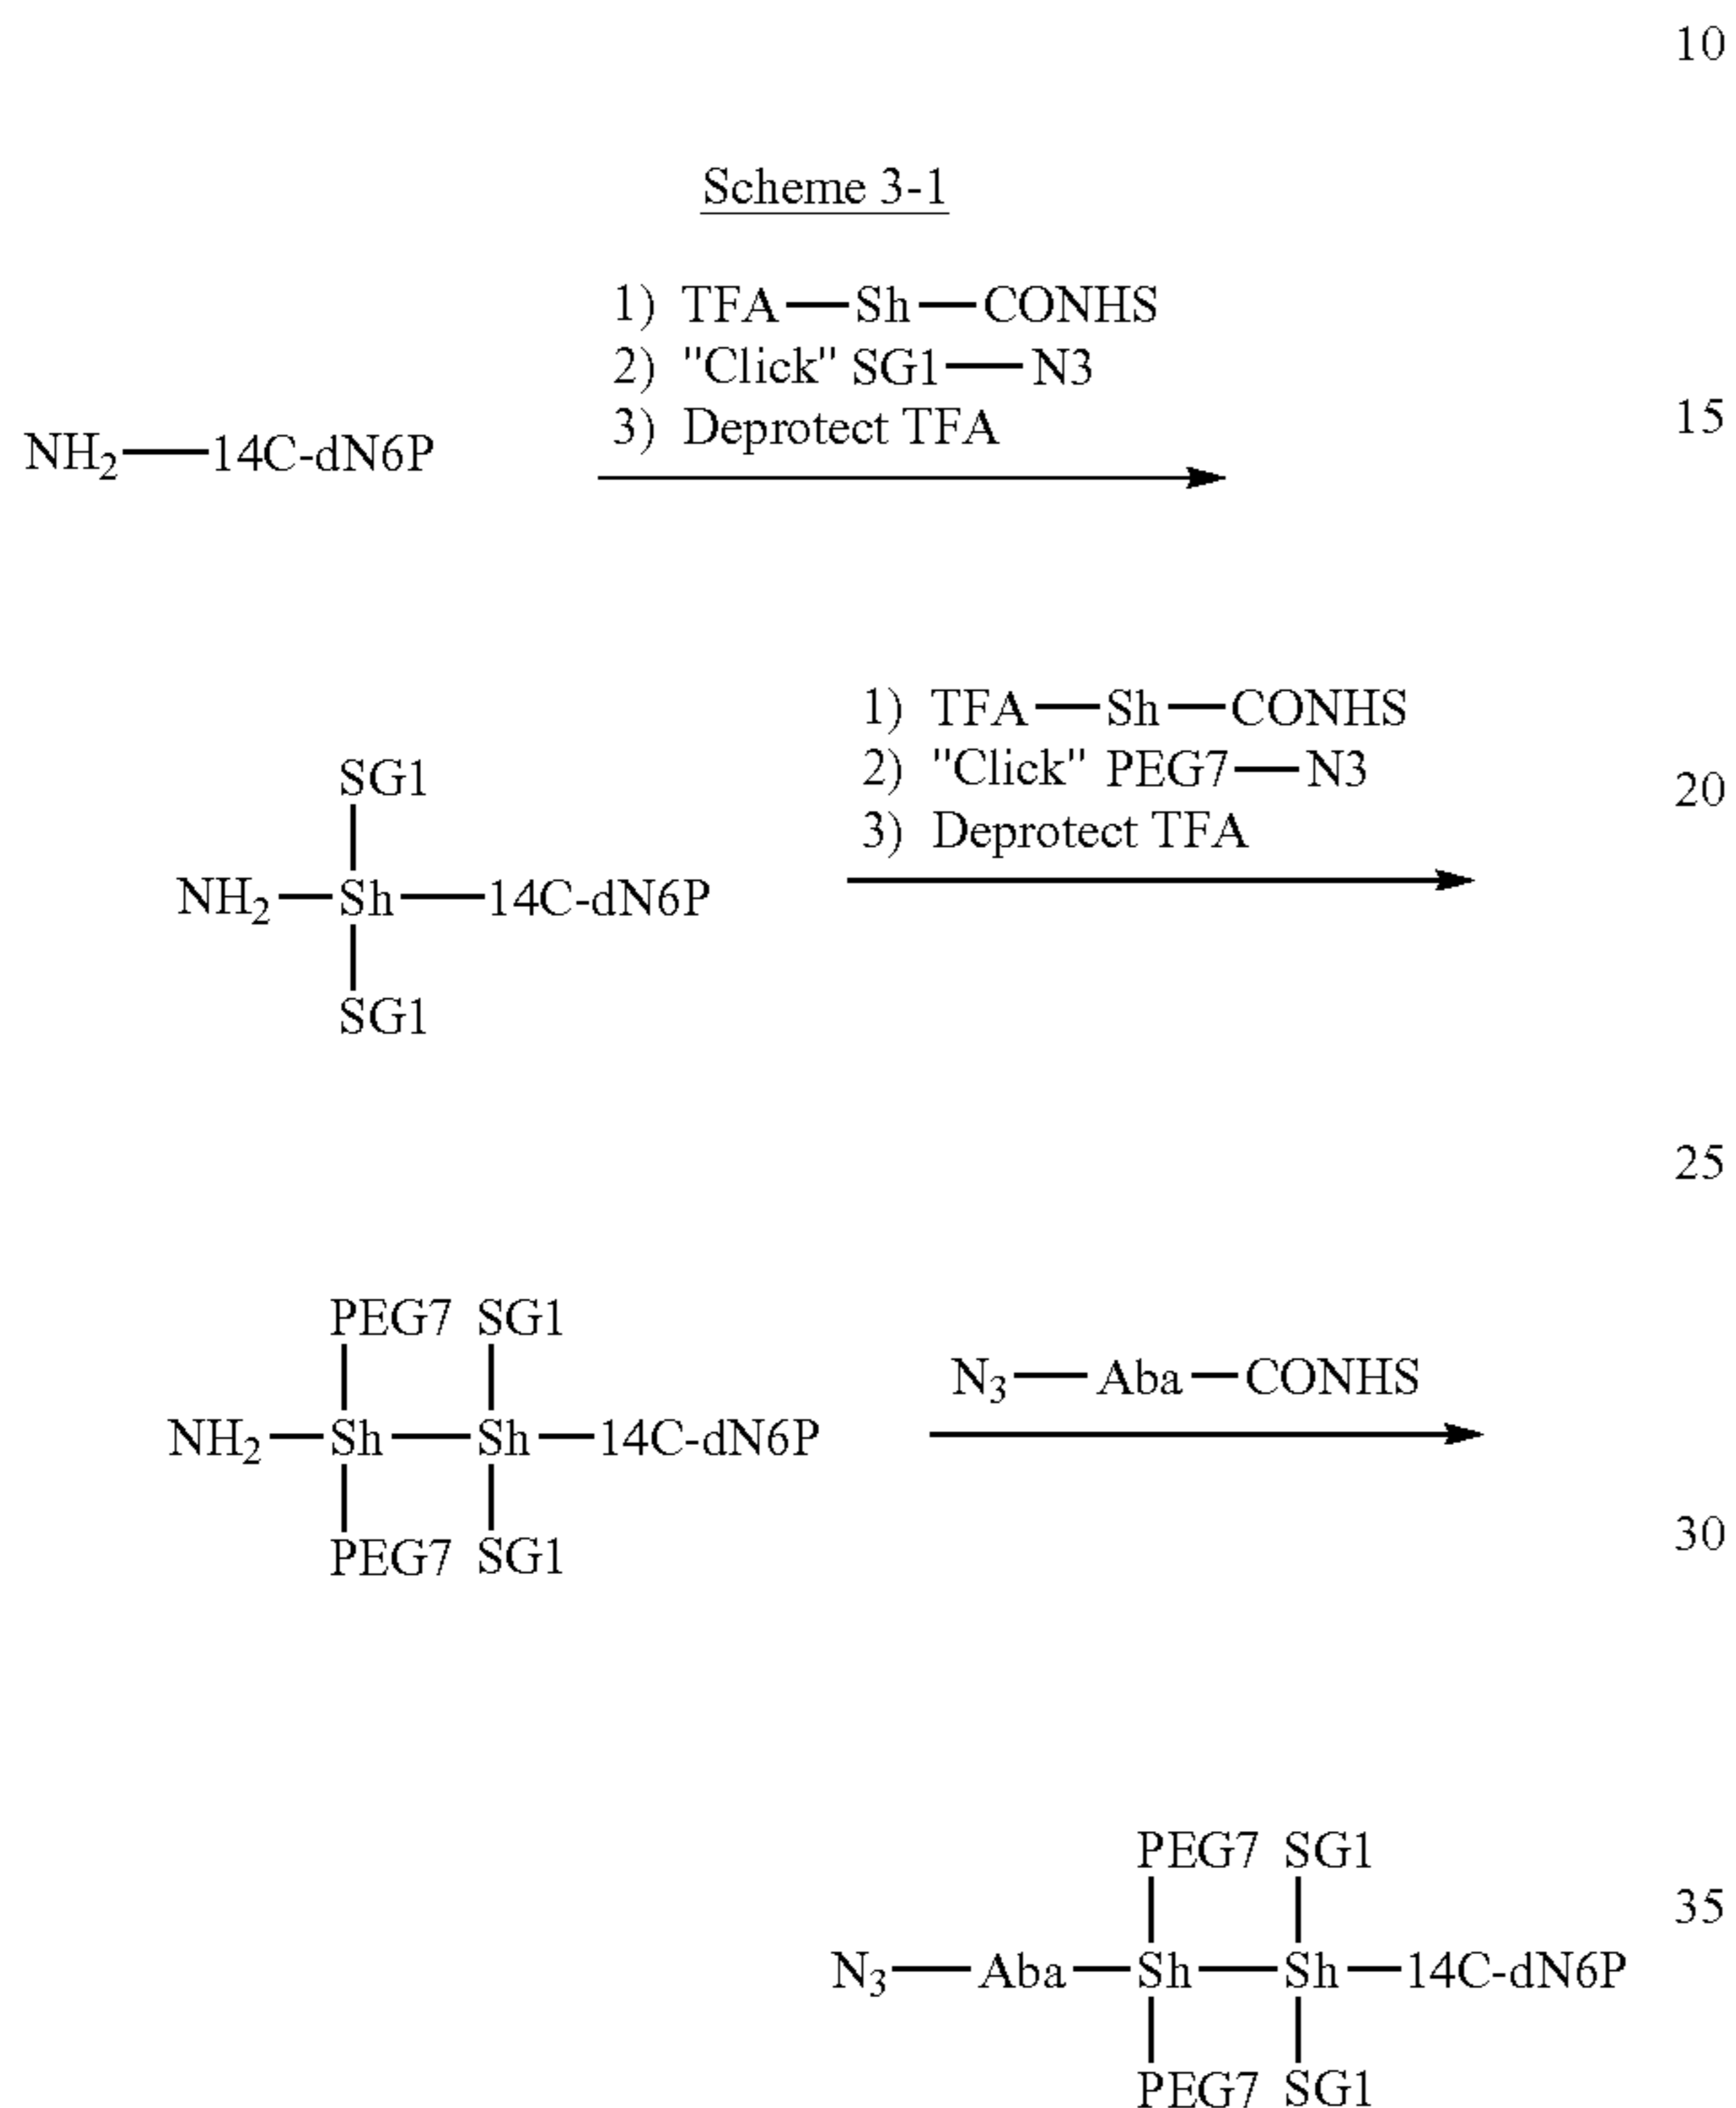 10
Scheme 3-1
1) TFA—Sh—CONHS
2) "Click" SG1—N3
3) Deprotect TFA
15
NH2—14C-dN6P
1) TFA—Sh—CONHS
2) "Click" PEG7—N3
3) Deprotect TFA
20
SG1
NH2—Sh—14C-dN6P
SG1
25
PEG7 SG1
N3—Aba—CONHS
NH2—Sh—Sh—14C-dN6P
30
PEG7 SG1
PEG7 SG1
35
N3—Aba—Sh—Sh—14C-dN6P
PEG7 SG1